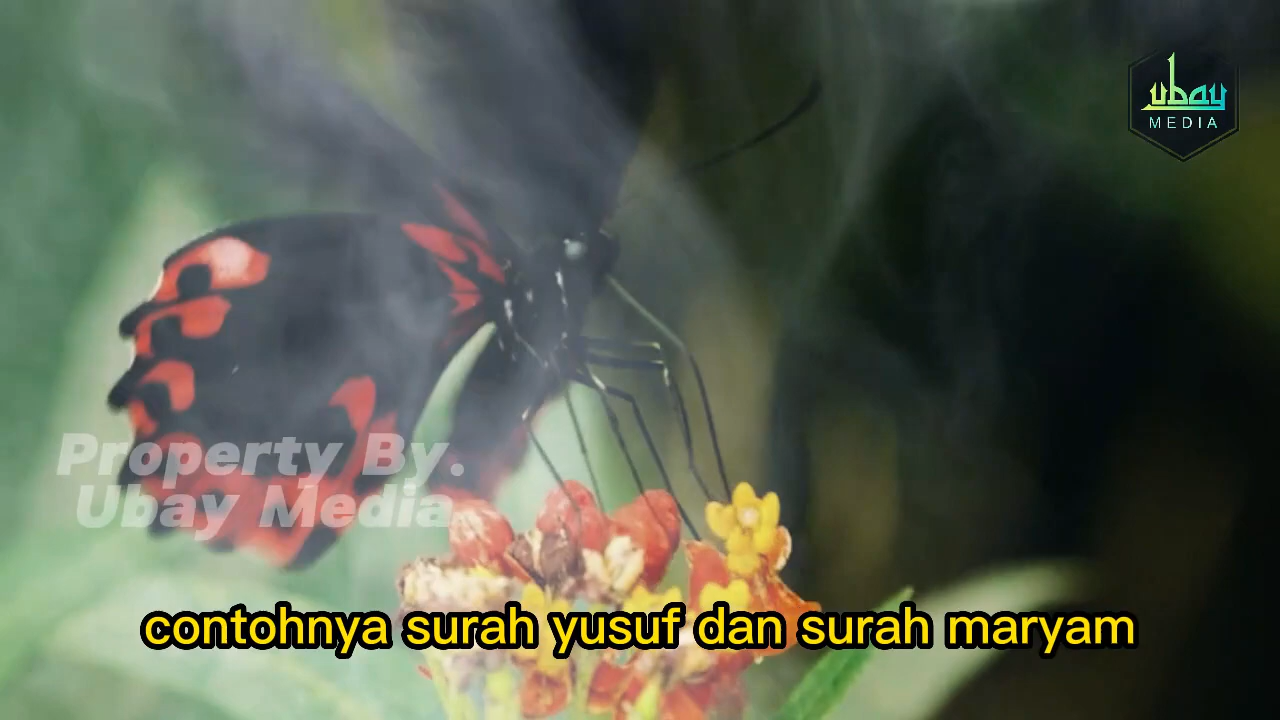 ubay
MEDIA
Property By.
Ubay Media
contohnya surah yusuf dan surah maryam